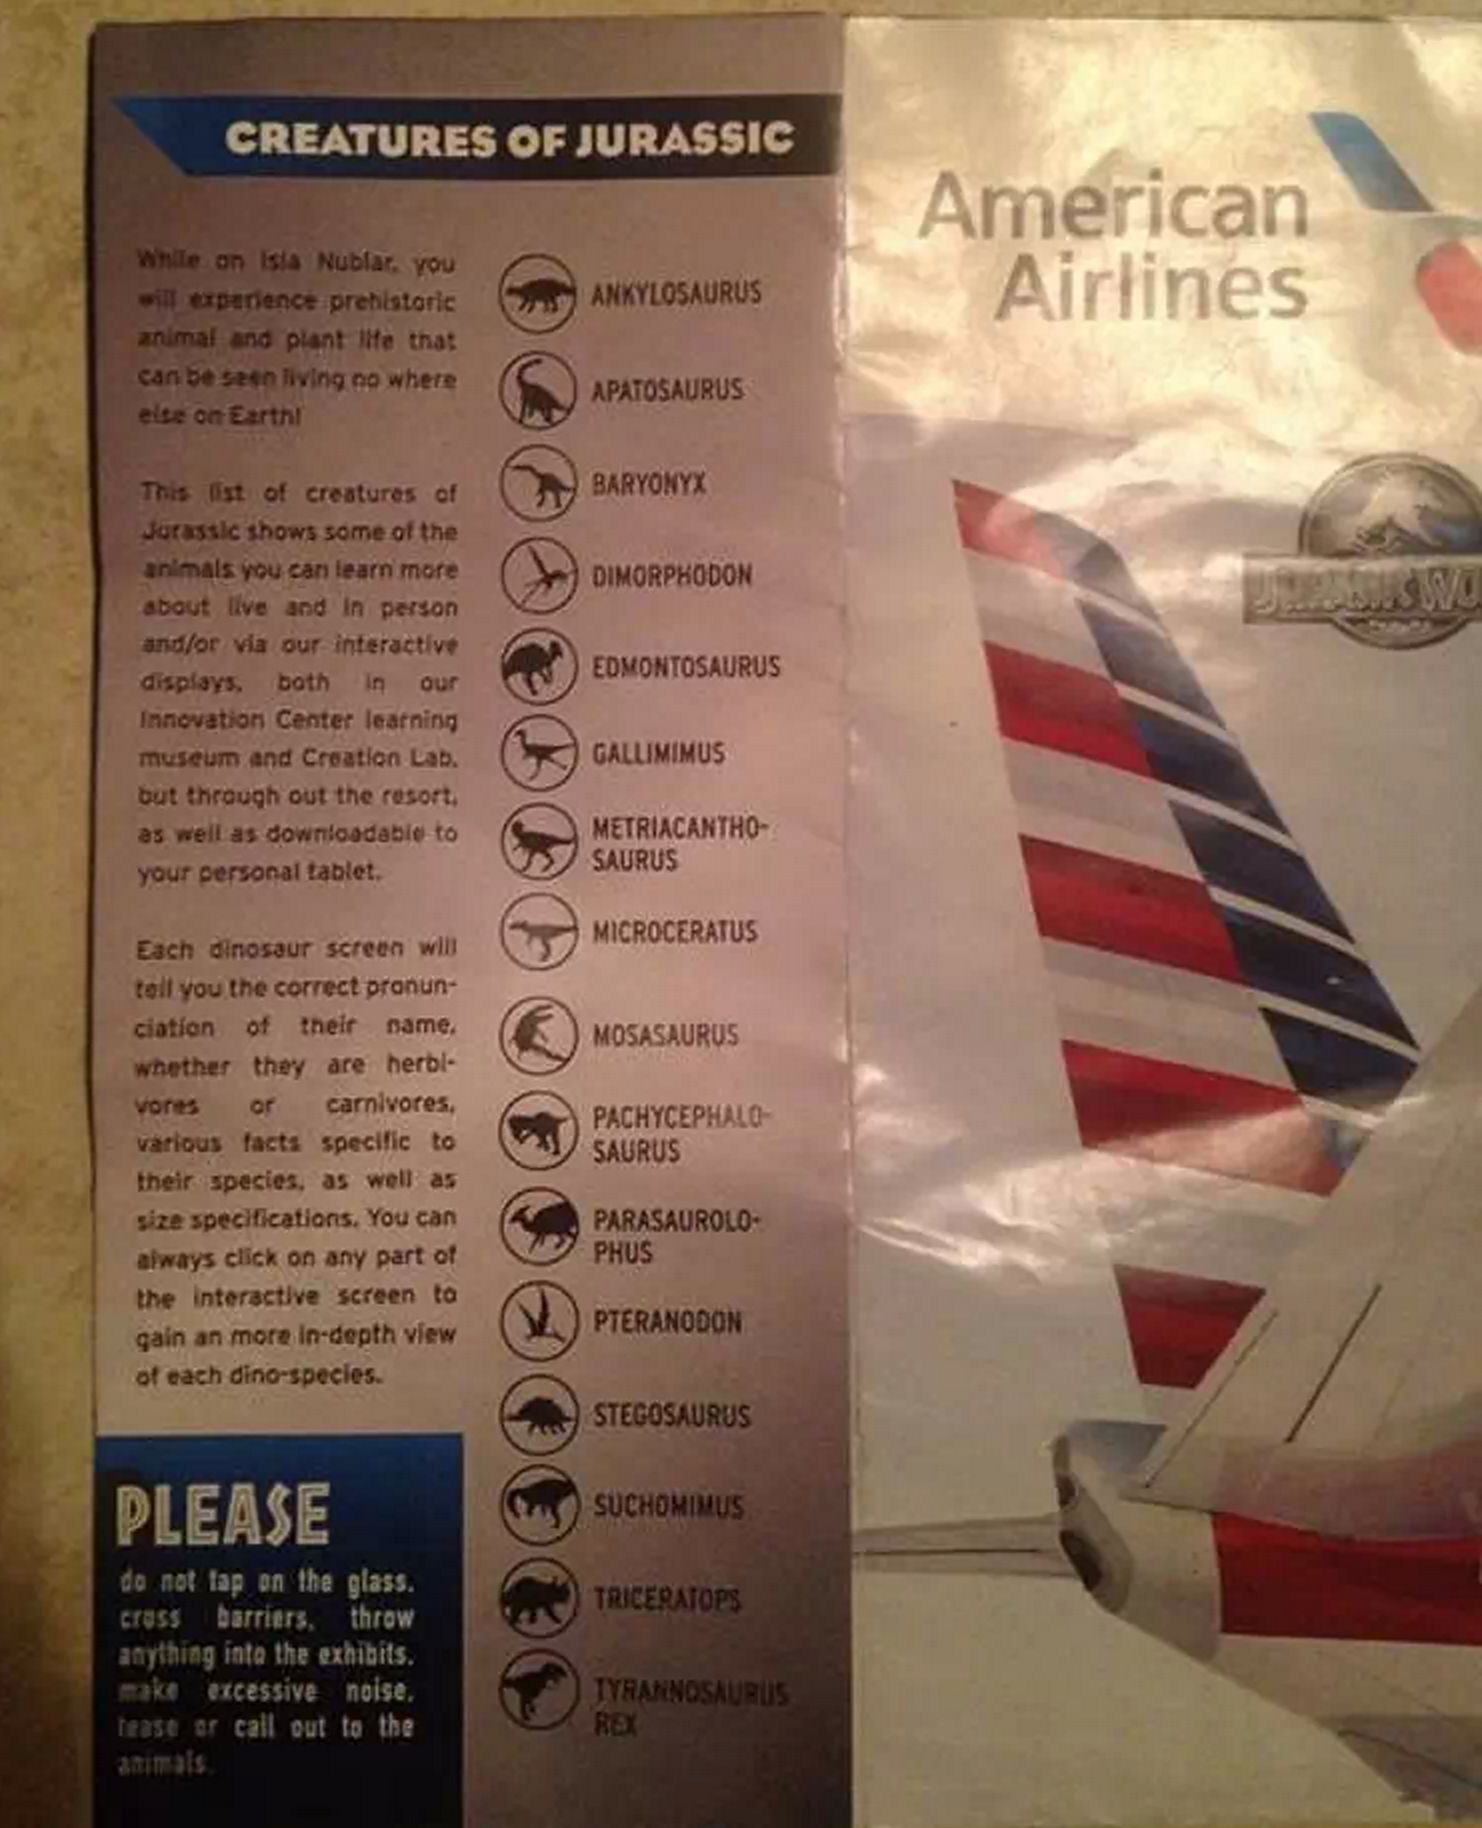 CREATURES OF JURASSIC
While on Isla Nublar, you
will experience prehistoric
animal and plant life that
can be seen living no where
else on Earth!
This list of creatures of
Jurassic shows some of the
animals you can learn more
about live and in person
and/or via our interactive
displays, both in our
Innovation Center learning
museum and Creation Lab,
but through out the resort,
as well as downloadable to
your personal tablet.
Each dinosaur screen will
tell you the correct pronun-
ciation of their name,
whether they are herbi-
vores or carnivores,
various facts specific to
their species, as well as
size specifications. You can
always click on any part of
the interactive screen to
gain an more in-depth view
of each dino-species.
PLEASE
do not tap on the glass,
cross barriers, throw
anything into the exhibits,
make excessive noise,
tease or call out to the
animals.
ANKYLOSAURUS
APATOSAURUS
BARYONYX
DIMORPHODON
EDMONTOSAURUS
GALLIMIMUS
METRIACANTHO-
SAURUS
MICROCERATUS
MOSASAURUS
PACHYCEPHALO-
SAURUS
PARASAUROLO-
PHUS
PTERANODON
STEGOSAURUS
SUCHOMIMUS
TRICERATOPS
TYRANNOSAURUS
REX
American
Airlines
JURASSIC WO